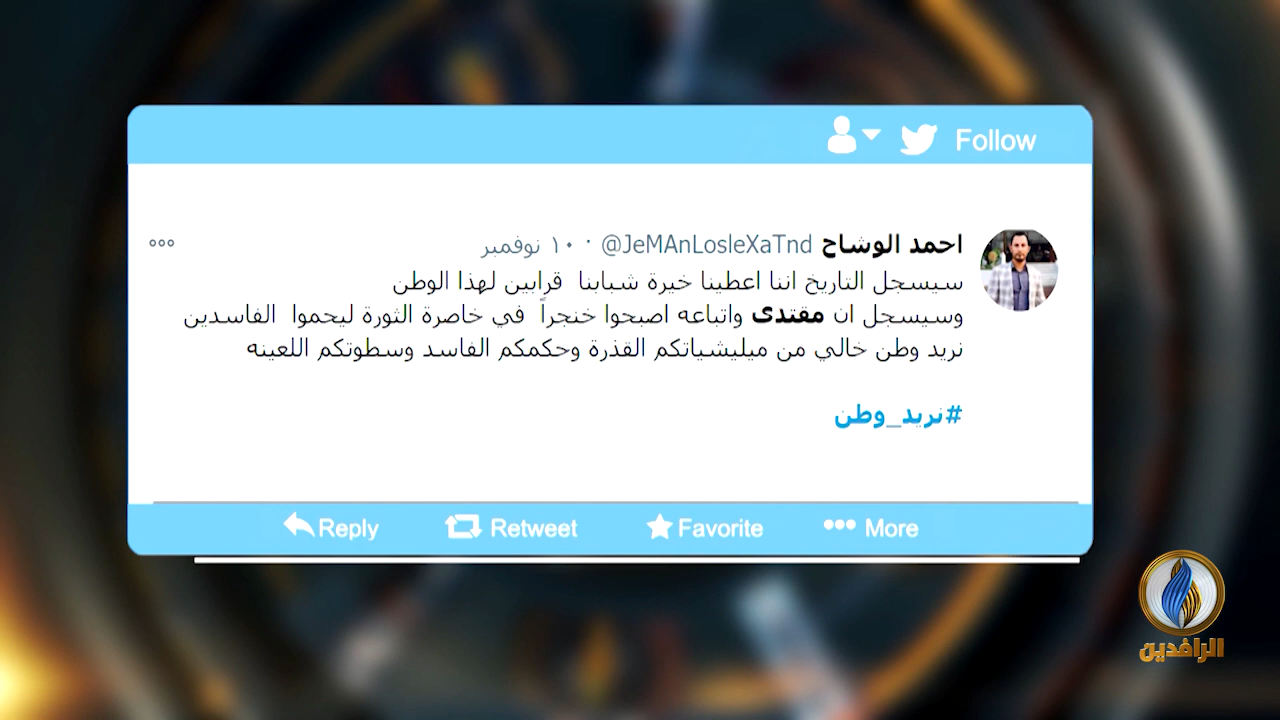 Follow
احمد الوشاح @JeMAnLosleXaTnd · ١٠ نوفمبر
سيسجل التاريخ اننا اعطينا خيرة شبابنا قرابين لهذا الوطن
وسيسجل ان مقتدى واتباعه اصبحوا خنجراً في خاصرة الثورة ليحموا الفاسدين
نريد وطن خالي من ميليشياتكم القذرة وحكمكم الفاسد وسطوتكم اللعينه
#نريد_وطن
Reply Retweet Favorite More
الرافدين